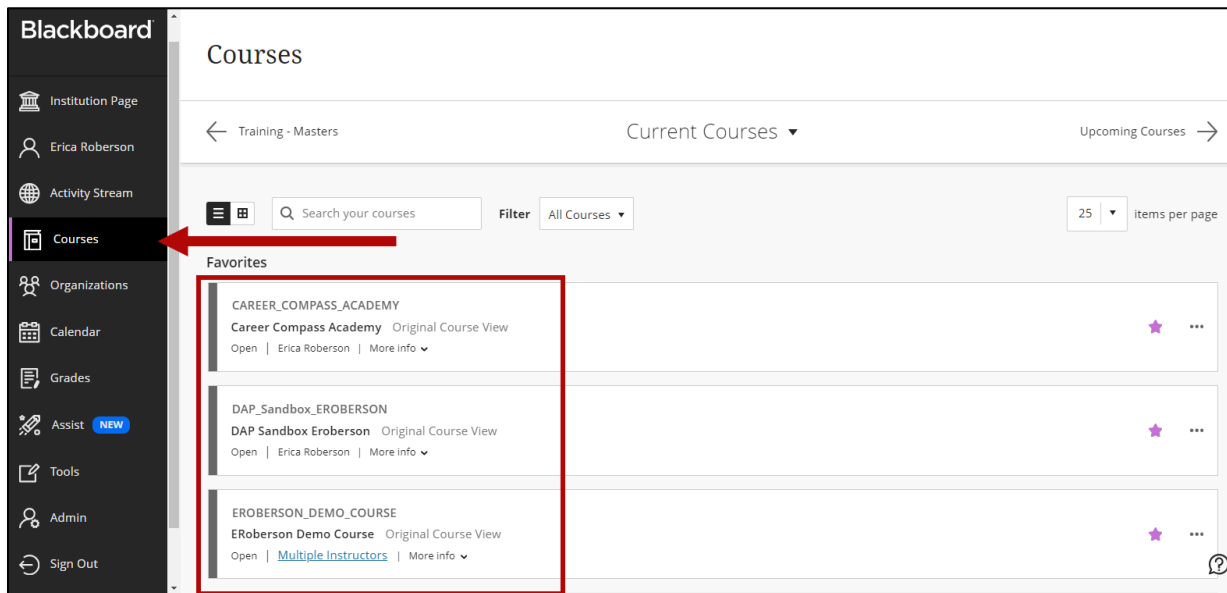 Blackboard
Institution Page
Erica Roberson
Activity Stream
Courses
Organizations
Calendar
Grades
Assist NEW
Tools
Admin
Sign Out
Courses
Training - Masters
Current Courses
Upcoming Courses
Search your courses
Filter
All Courses
25
items per page
Favorites
CAREER_COMPASS_ACADEMY
Career Compass Academy Original Course View
Open | Erica Roberson | More info
DAP_Sandbox_EROBERSON
DAP Sandbox Eroberson Original Course View
Open | Erica Roberson | More info
EROBERSON_DEMO_COURSE
ERoberson Demo Course Original Course View
Open | Multiple Instructors | More info